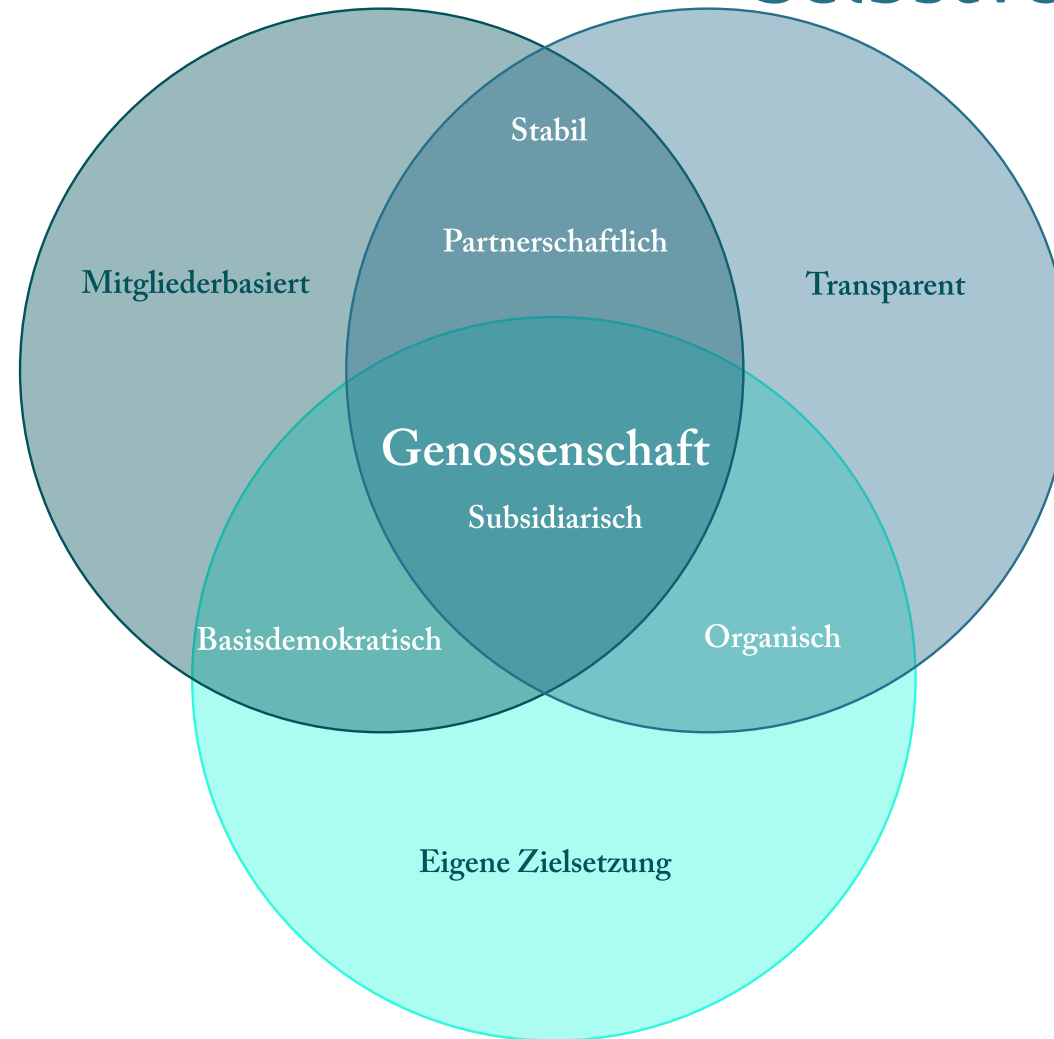 Stabil
Partnerschaftlich
Mitgliederbasiert
Transparent
Genossenschaft
Subsidiarisch
Basisdemokratisch
Organisch
Eigene Zielsetzung